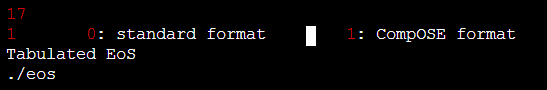 17
1 0: standard format 1: CompOSE format
Tabulated EoS
./eos